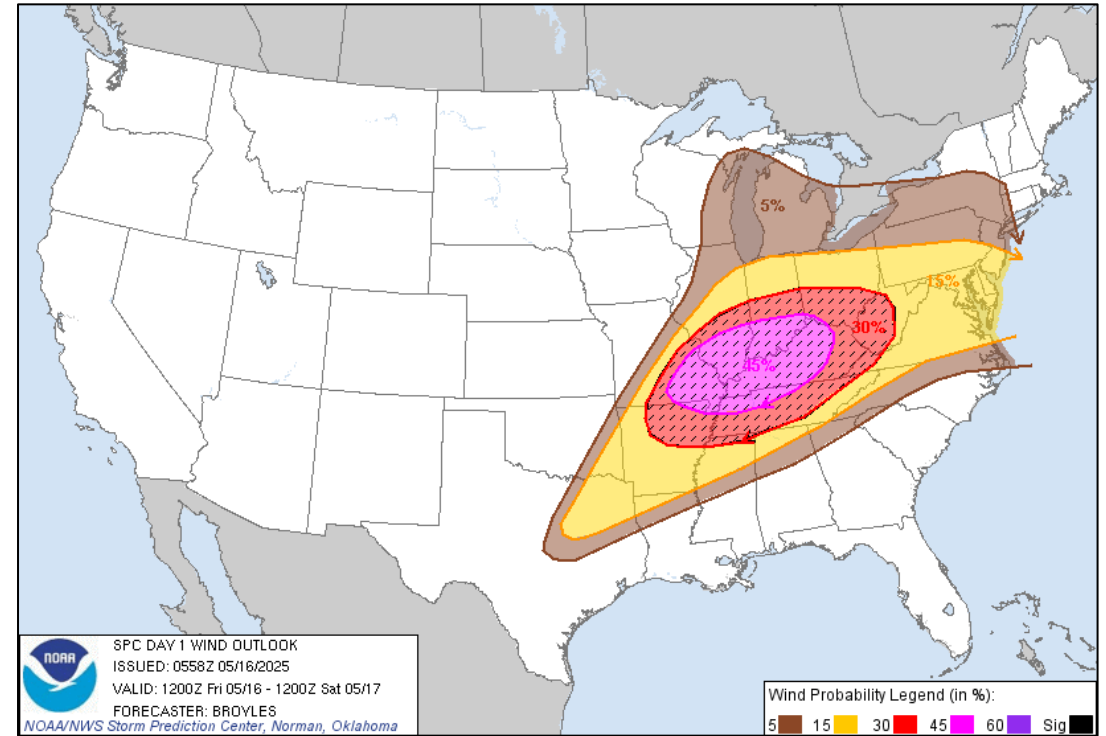 5%
15%
30%
45%
NOAA
SPC DAY 1 WIND OUTLOOK
ISSUED: 0558Z 05/16/2025
VALID: 1200Z Fri 05/16 - 1200Z Sat 05/17
FORECASTER: BROYLES
NOAA/NWS Storm Prediction Center, Norman, Oklahoma
Wind Probability Legend (in %):
5 15 30 45 60 Sig